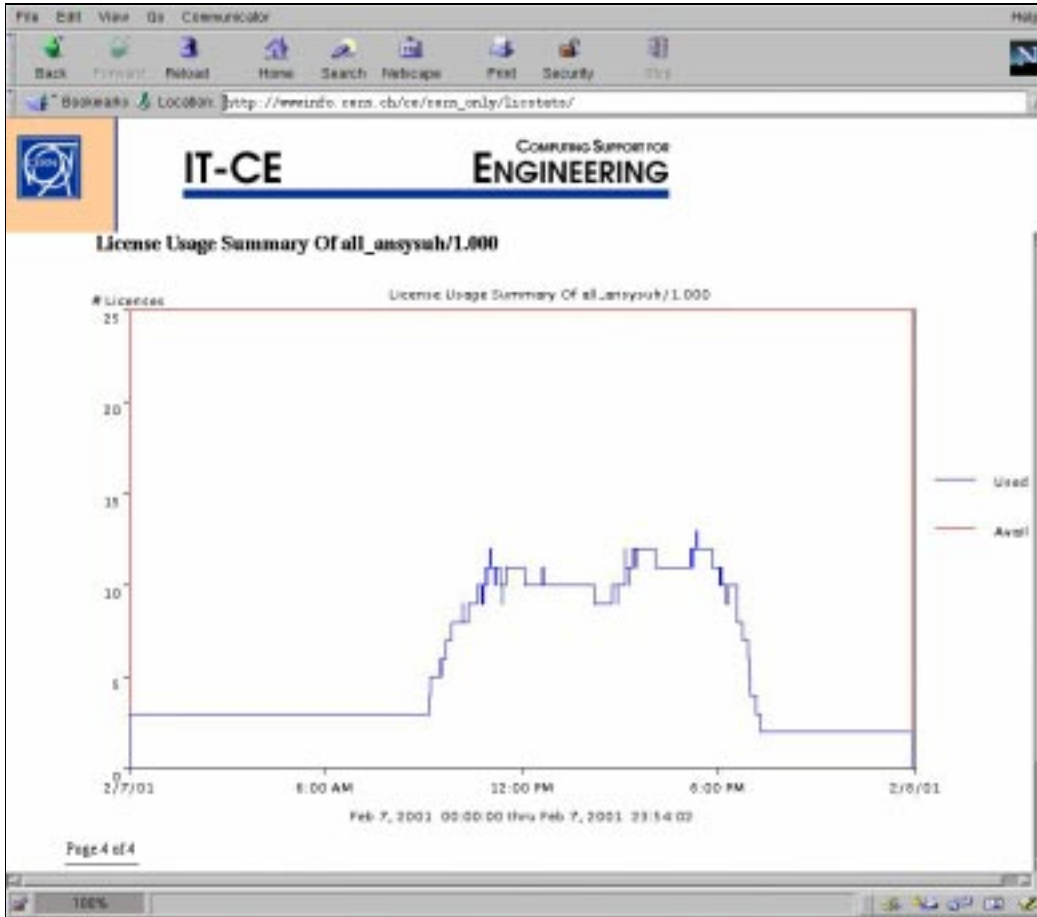 File Edit View Go Communicator Help
Back Forward Reload Home Search Netscape Print Security Stop
Bookmarks Location: http://wwwinfo.cern.ch/ce/cern_only/licstats/
CERN
IT-CE
COMPUTING SUPPORT FOR
ENGINEERING
License Usage Summary Of all_ansysuh/1.000
License Usage Summary Of all_ansysuh/1.000
# Licences
25
20
15
10
5
0
Used
Avail
2/7/01 6:00 AM 12:00 PM 6:00 PM 2/8/01
Feb 7, 2001 00:00:00 thru Feb 7, 2001 23:54:02
Page 4 of 4
100%